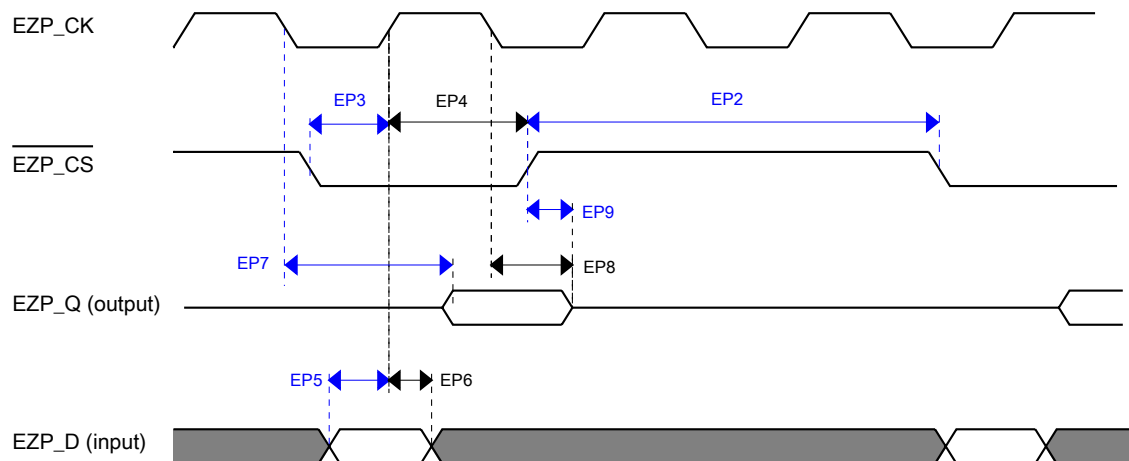 EZP_CK
EP3
EP4
EP2
EZP_CS
EP9
EP7
EP8
EZP_Q (output)
EP5
EP6
EZP_D (input)